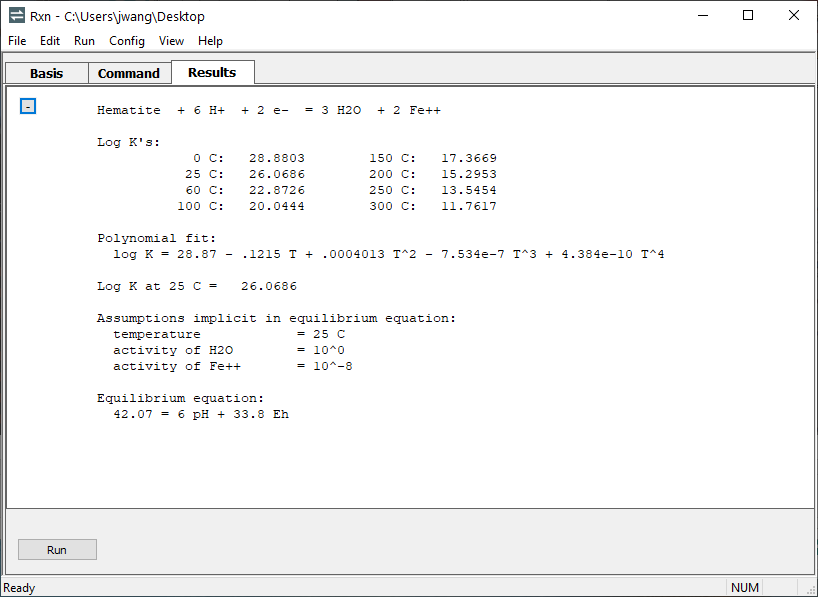 Rxn - C:\Users\jwang\Desktop
File Edit Run Config View Help
Basis Command Results
- Hematite + 6 H+ + 2 e- = 3 H2O + 2 Fe++
Log K's:
0 C: 28.8803 150 C: 17.3669
25 C: 26.0686 200 C: 15.2953
60 C: 22.8726 250 C: 13.5454
100 C: 20.0444 300 C: 11.7617
Polynomial fit:
log K = 28.87 - .1215 T + .0004013 T^2 - 7.534e-7 T^3 + 4.384e-10 T^4
Log K at 25 C = 26.0686
Assumptions implicit in equilibrium equation:
temperature = 25 C
activity of H2O = 10^0
activity of Fe++ = 10^-8
Equilibrium equation:
42.07 = 6 pH + 33.8 Eh
Run
Ready NUM